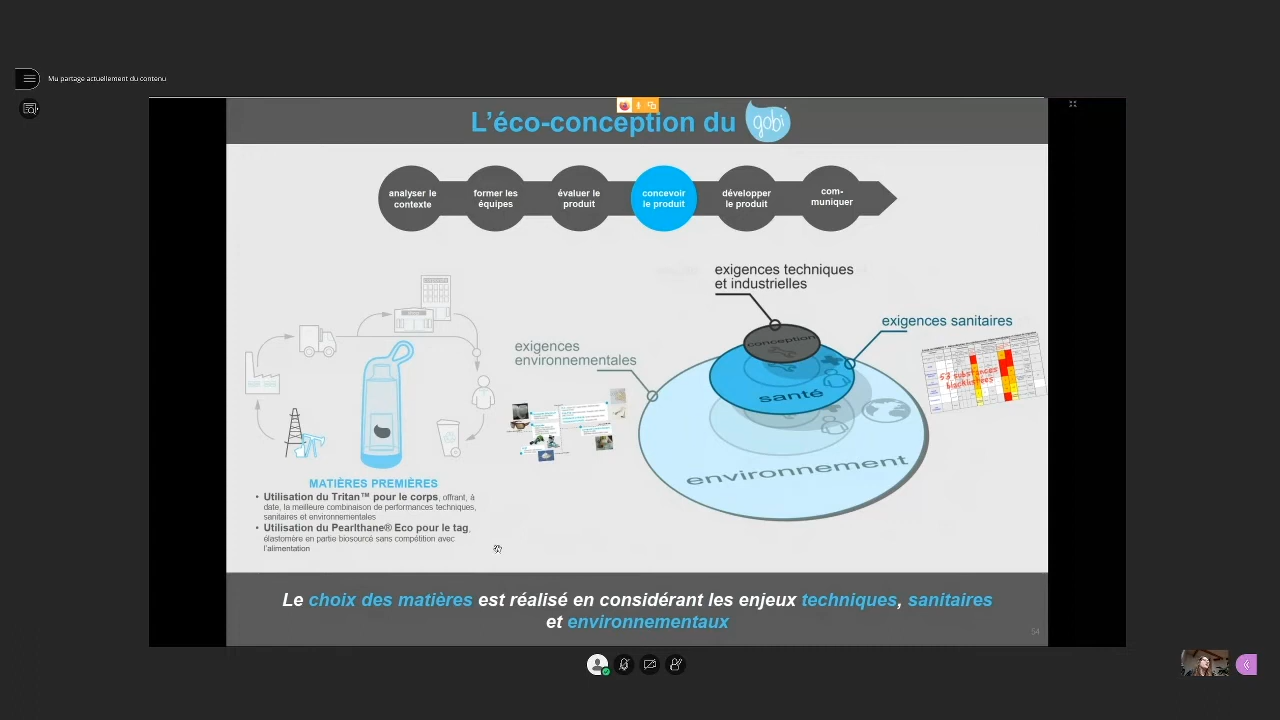 Mu partage actuellement du contenu
L'éco-conception du gobi
analyser le
contexte
former les
équipes
évaluer le
produit
concevoir
le produit
développer
le produit
com-
muniquer
exigences techniques
et industrielles
exigences sanitaires
exigences
environnementales
conception
santé
environnement
53 substances
blacklistées
MATIÈRES PREMIÈRES
• Utilisation du Tritan™ pour le corps, offrant, à
date, la meilleure combinaison de performances techniques,
sanitaires et environnementales
• Utilisation du Pearlthane® Eco pour le tag,
élastomère en partie biosourcé sans compétition avec
l'alimentation
Le choix des matières est réalisé en considérant les enjeux techniques, sanitaires
et environnementaux
54